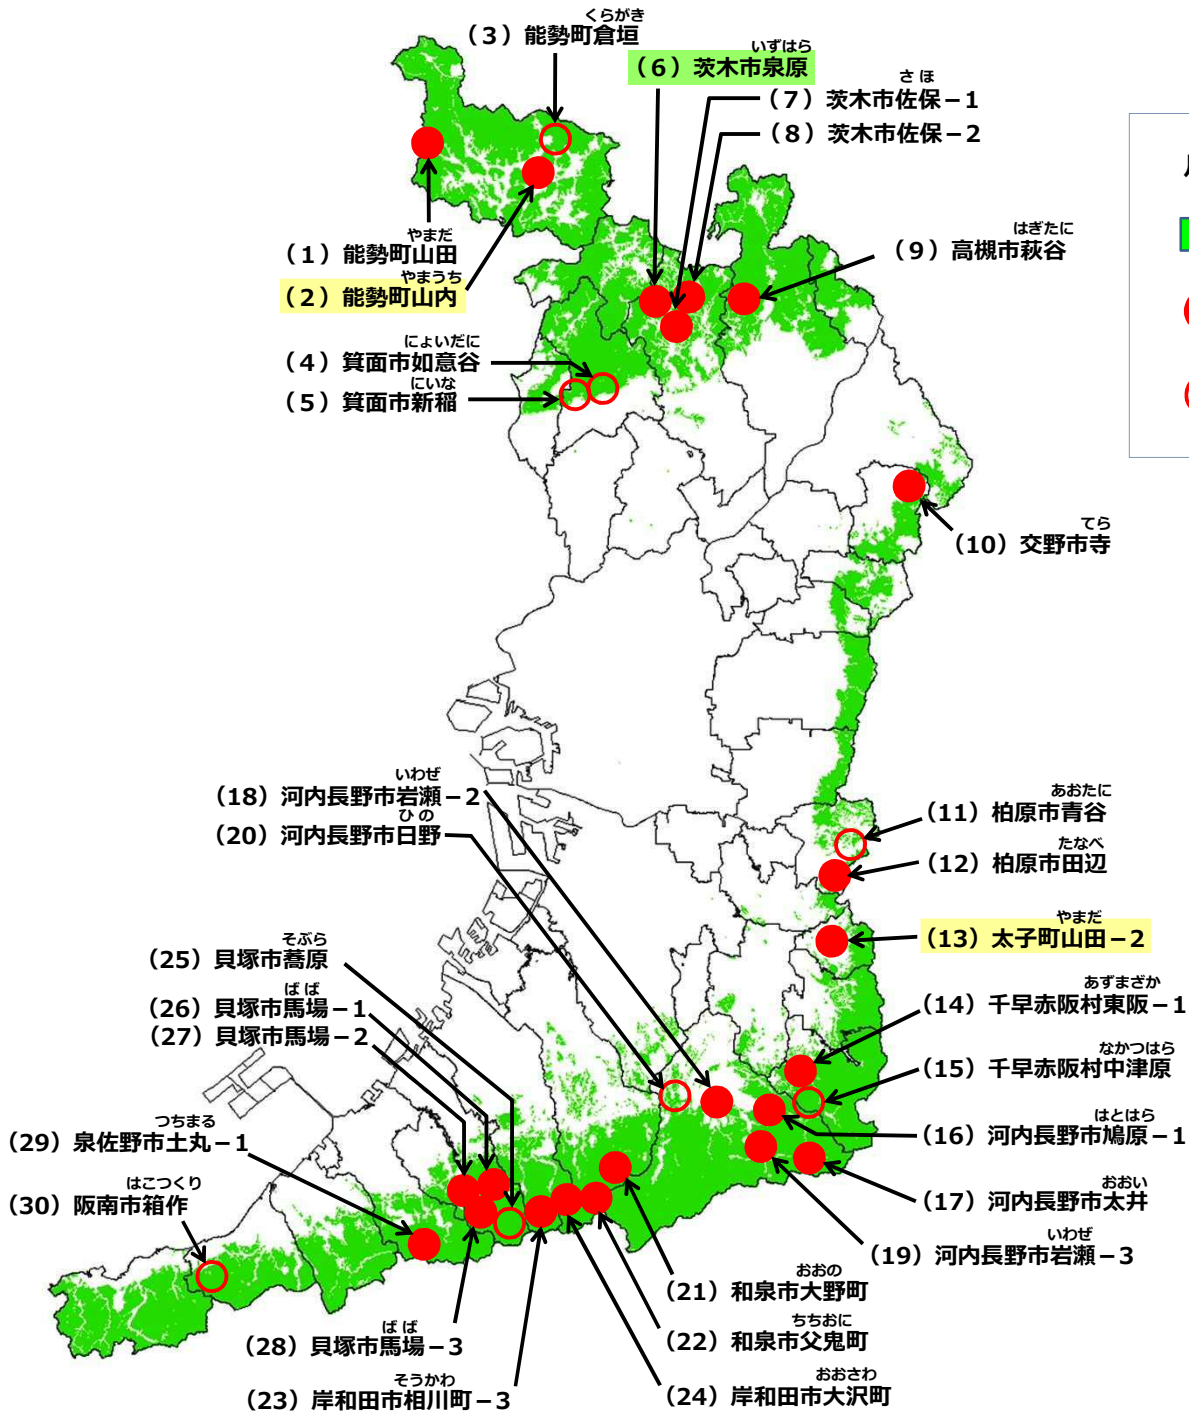 くらがき
（3）能勢町倉垣
いずはら
（6）茨木市泉原
さほ
（7）茨木市佐保－1
（8）茨木市佐保－2
やまだ
（1）能勢町山田
やまうち
（2）能勢町山内
はぎたに
（9）高槻市萩谷
にょいだに
（4）箕面市如意谷
にいな
（5）箕面市新稲
てら
（10）交野市寺
いわぜ
（18）河内長野市岩瀬－2
ひの
（20）河内長野市日野
あおたに
（11）柏原市青谷
たなべ
（12）柏原市田辺
やまだ
（13）太子町山田－2
そぶら
（25）貝塚市蕎原
ばば
（26）貝塚市馬場－1
（27）貝塚市馬場－2
あずまざか
（14）千早赤阪村東阪－1
なかつはら
（15）千早赤阪村中津原
はとはら
（16）河内長野市鳩原－1
つちまる
（29）泉佐野市土丸－1
はこつくり
（30）阪南市箱作
おおい
（17）河内長野市太井
いわぜ
（19）河内長野市岩瀬－3
おおの
（21）和泉市大野町
ちちおに
（22）和泉市父鬼町
ばば
（28）貝塚市馬場－3
そうかわ
（23）岸和田市相川町－3
おおさわ
（24）岸和田市大沢町